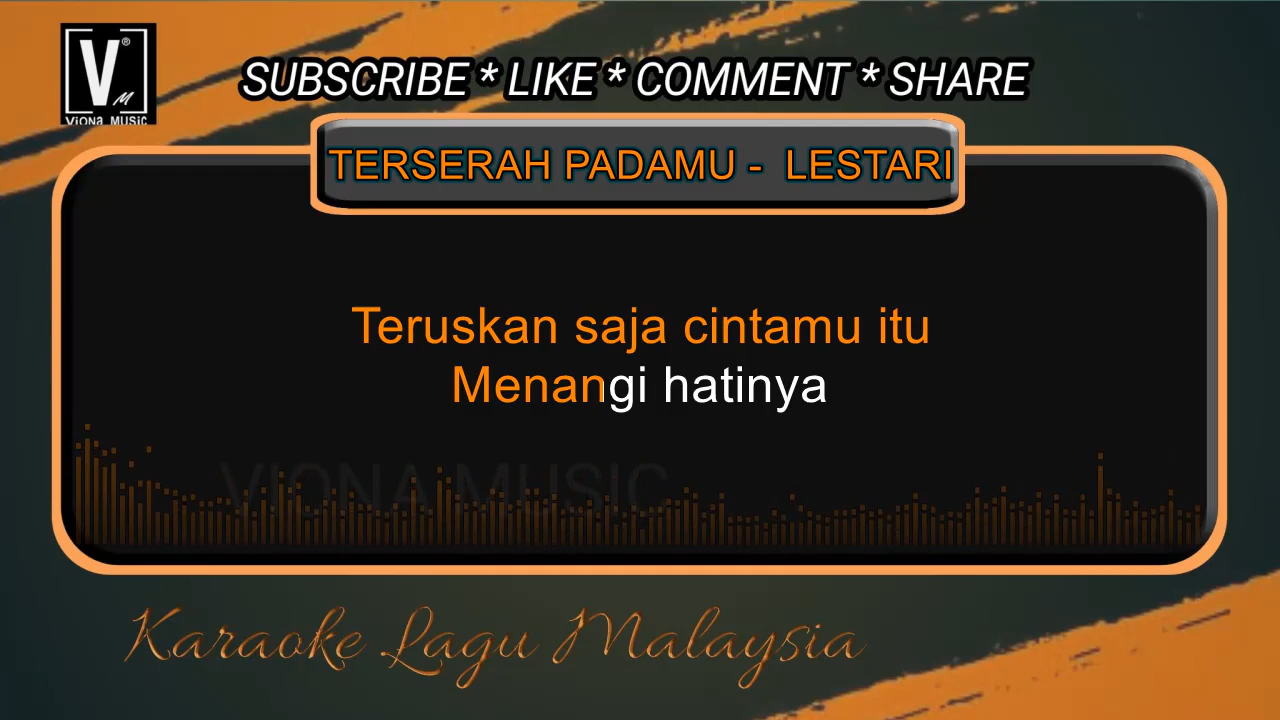 V®
M
ViONa MUSiC
SUBSCRIBE * LIKE * COMMENT * SHARE
TERSERAH PADAMU - LESTARI
Teruskan saja cintamu itu
Menangi hatinya
VIONA MUSIC
Karaoke Lagu Malaysia